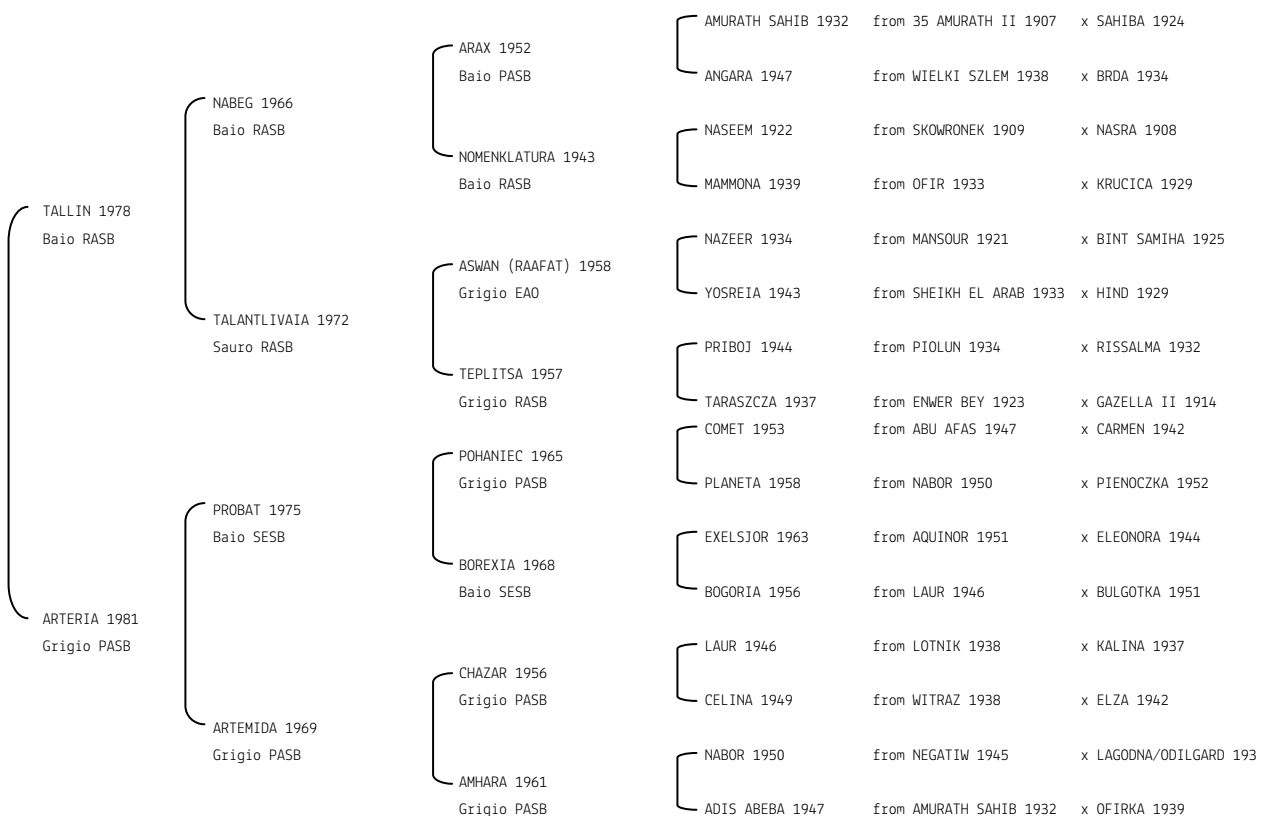 AMURATH SAHIB 1932 from 35 AMURATH II 1907 x SAHIBA 1924
ARAX 1952
Baio PASB
ANGARA 1947 from WIELKI SZLEM 1938 x BRDA 1934
NABEG 1966
Baio RASB
NASEEM 1922 from SKOWRONEK 1909 x NASRA 1908
NOMENKLATURA 1943
Baio RASB
MAMMONA 1939 from OFIR 1933 x KRUCICA 1929
TALLIN 1978
Baio RASB
NAZEER 1934 from MANSOUR 1921 x BINT SAMIHA 1925
ASWAN (RAAFAT) 1958
Grigio EAO
YOSREIA 1943 from SHEIKH EL ARAB 1933 x HIND 1929
TALANTLIVAIA 1972
Sauro RASB
PRIBOJ 1944 from PIOLUN 1934 x RISSALMA 1932
TEPLITSA 1957
Grigio RASB
TARASZCZA 1937 from ENWER BEY 1923 x GAZELLA II 1914
COMET 1953 from ABU AFAS 1947 x CARMEN 1942
POHANIEC 1965
Grigio PASB
PLANETA 1958 from NABOR 1950 x PIENOCZKA 1952
PROBAT 1975
Baio SESB
EXELSJOR 1963 from AQUINOR 1951 x ELEONORA 1944
BOREXIA 1968
Baio SESB
BOGORIA 1956 from LAUR 1946 x BULGOTKA 1951
ARTERIA 1981
Grigio PASB
LAUR 1946 from LOTNIK 1938 x KALINA 1937
CHAZAR 1956
Grigio PASB
CELINA 1949 from WITRAZ 1938 x ELZA 1942
ARTEMIDA 1969
Grigio PASB
NABOR 1950 from NEGATIW 1945 x LAGODNA/ODILGARD 193
AMHARA 1961
Grigio PASB
ADIS ABEBA 1947 from AMURATH SAHIB 1932 x OFIRKA 1939